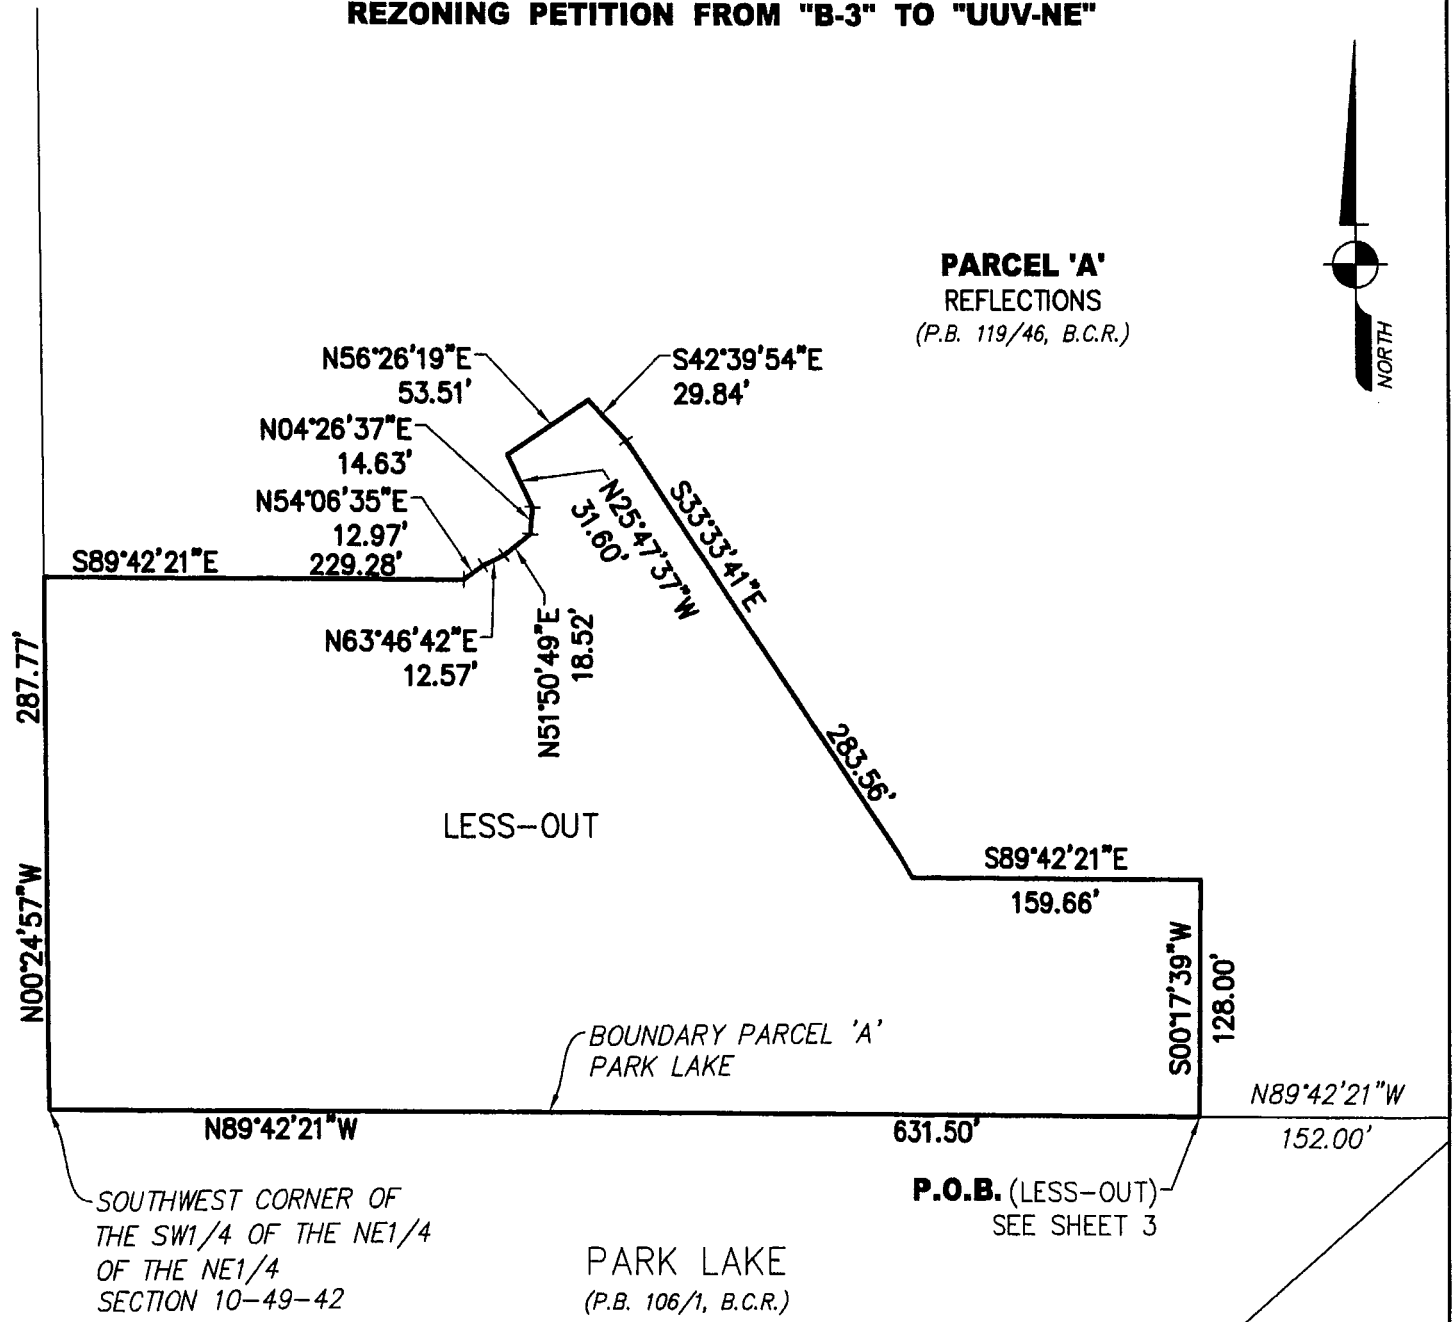 REZONING PETITION FROM "B-3" TO "UUV-NE"
PARCEL 'A'
REFLECTIONS
(P.B. 119/46, B.C.R.)
NORTH
N56°26'19"E
53.51'
S42°39'54"E
29.84'
N04°26'37"E
14.63'
N54°06'35"E
12.97'
S89°42'21"E
229.28'
N25°47'37"W
31.60'
S33°33'41"E
283.56'
N63°46'42"E
12.57'
N51°50'49"E
18.52'
287.77'
N00°24'57"W
LESS-OUT
S89°42'21"E
159.66'
S00°17'39"W
128.00'
BOUNDARY PARCEL 'A'
PARK LAKE
N89°42'21"W
631.50'
N89°42'21"W
152.00'
P.O.B. (LESS-OUT)
SEE SHEET 3
SOUTHWEST CORNER OF
THE SW1/4 OF THE NE1/4
OF THE NE1/4
SECTION 10-49-42
PARK LAKE
(P.B. 106/1, B.C.R.)